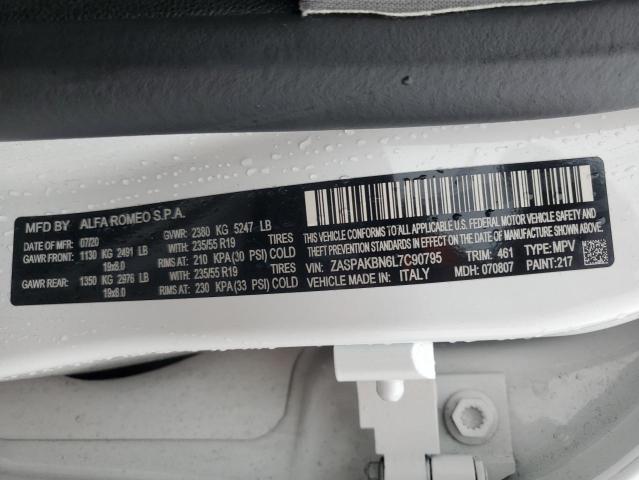 MFD BY ALFA ROMEO S.P.A.
DATE OF MFR: 07/20 GVWR: 2380 KG 5247 LB
GAWR FRONT: 1130 KG 2491 LB WITH: 235/55 R19 TIRES
19x8.0 RIMS AT: 210 KPA(30 PSI) COLD
GAWR REAR: 1350 KG 2976 LB WITH: 235/55 R19 TIRES
19x8.0 RIMS AT: 230 KPA (33 PSI) COLD
THIS VEHICLE CONFORMS TO ALL APPLICABLE
U.S. FEDERAL MOTOR VEHICLE SAFETY AND
THEFT PREVENTION STANDARDS IN EFFECT ON THE
DATE OF MANUFACTURE SHOWN ABOVE.
VIN: ZASPAKBN6L7C90795 TRIM: 461 TYPE: MPV
VEHICLE MADE IN: ITALY MDH: 070807 PAINT: 217